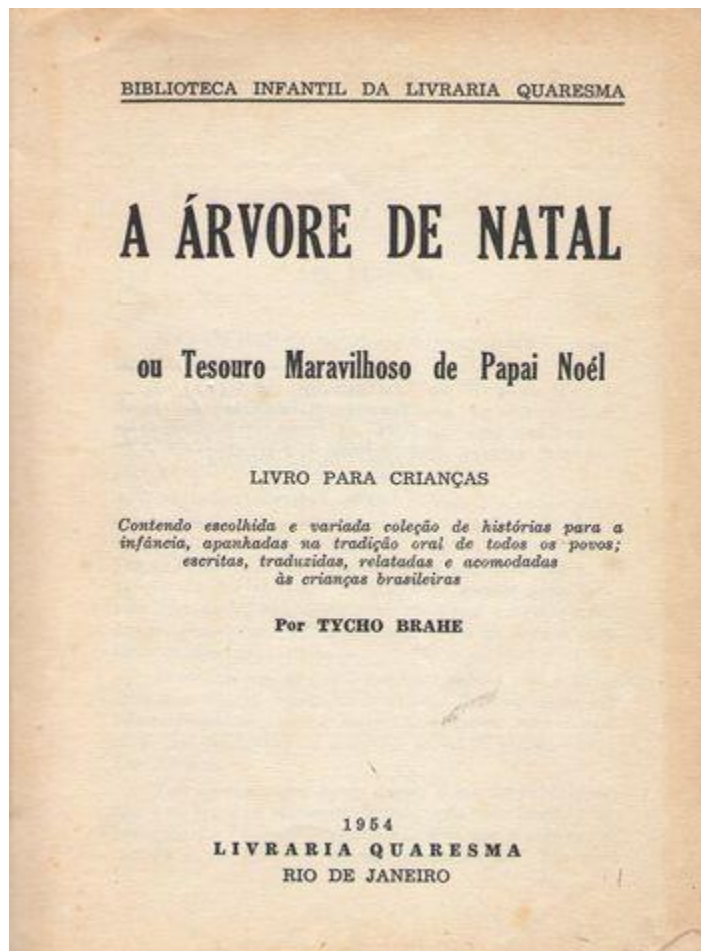 BIBLIOTECA INFANTIL DA LIVRARIA QUARESMA
A ÁRVORE DE NATAL
ou Tesouro Maravilhoso de Papai Noél
LIVRO PARA CRIANÇAS
Contendo escolhida e variada coleção de histórias para a
infância, apanhadas na tradição oral de todos os povos;
escritas, traduzidas, relatadas e acomodadas
às crianças brasileiras
Por TYCHO BRAHE
1954
LIVRARIA QUARESMA
RIO DE JANEIRO